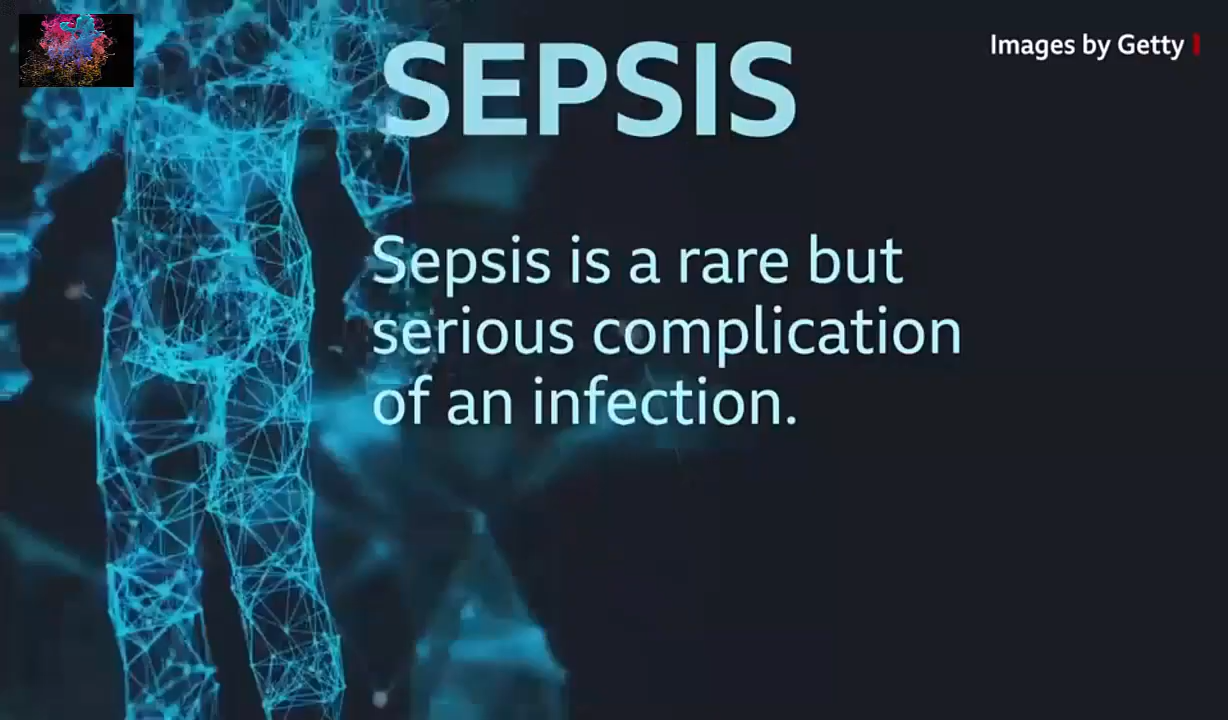 SEPSIS
Images by Getty
Sepsis is a rare but
serious complication
of an infection.